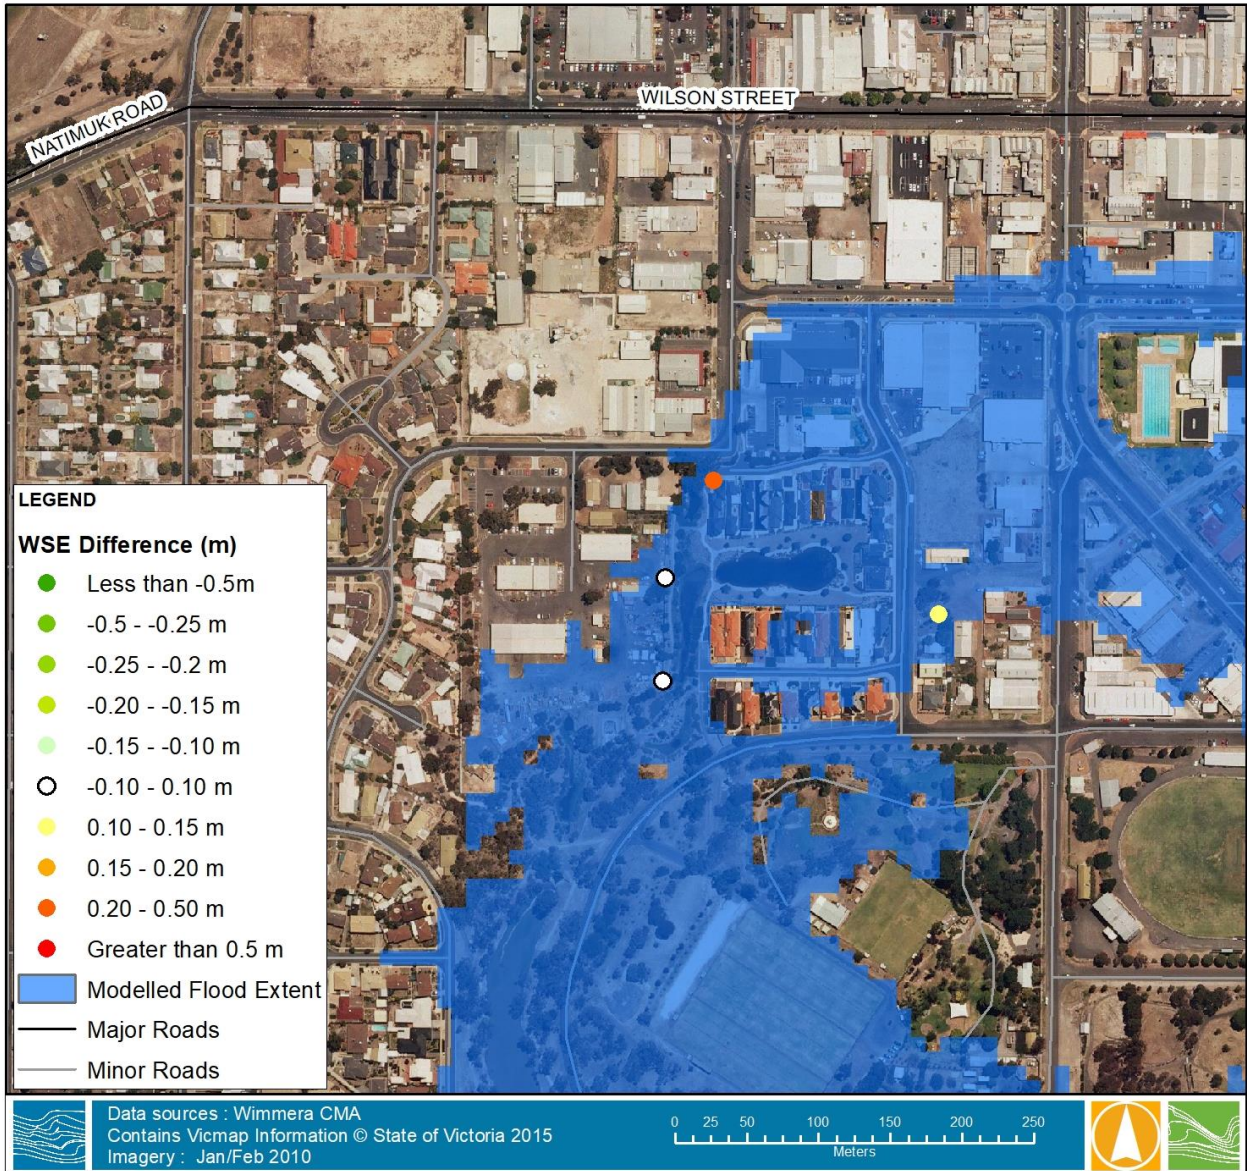 WILSON STREET
NATIMUK ROAD
LEGEND
WSE Difference (m)
Less than -0.5m
-0.5 - -0.25 m
-0.25 - -0.2 m
-0.20 - -0.15 m
-0.15 - -0.10 m
-0.10 - 0.10 m
0.10 - 0.15 m
0.15 - 0.20 m
0.20 - 0.50 m
Greater than 0.5 m
Modelled Flood Extent
Major Roads
Minor Roads
Data sources : Wimmera CMA
Contains Vicmap Information © State of Victoria 2015
Imagery : Jan/Feb 2010
0 25 50 100 150 200 250
Meters